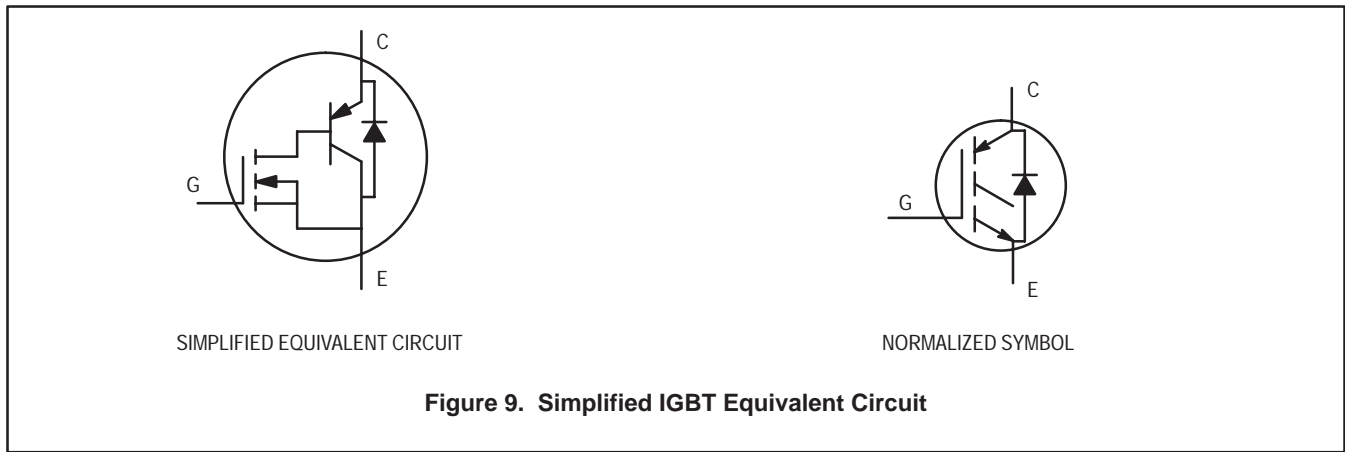 C
G
E
SIMPLIFIED EQUIVALENT CIRCUIT
C
G
E
NORMALIZED SYMBOL
Figure 9. Simplified IGBT Equivalent Circuit